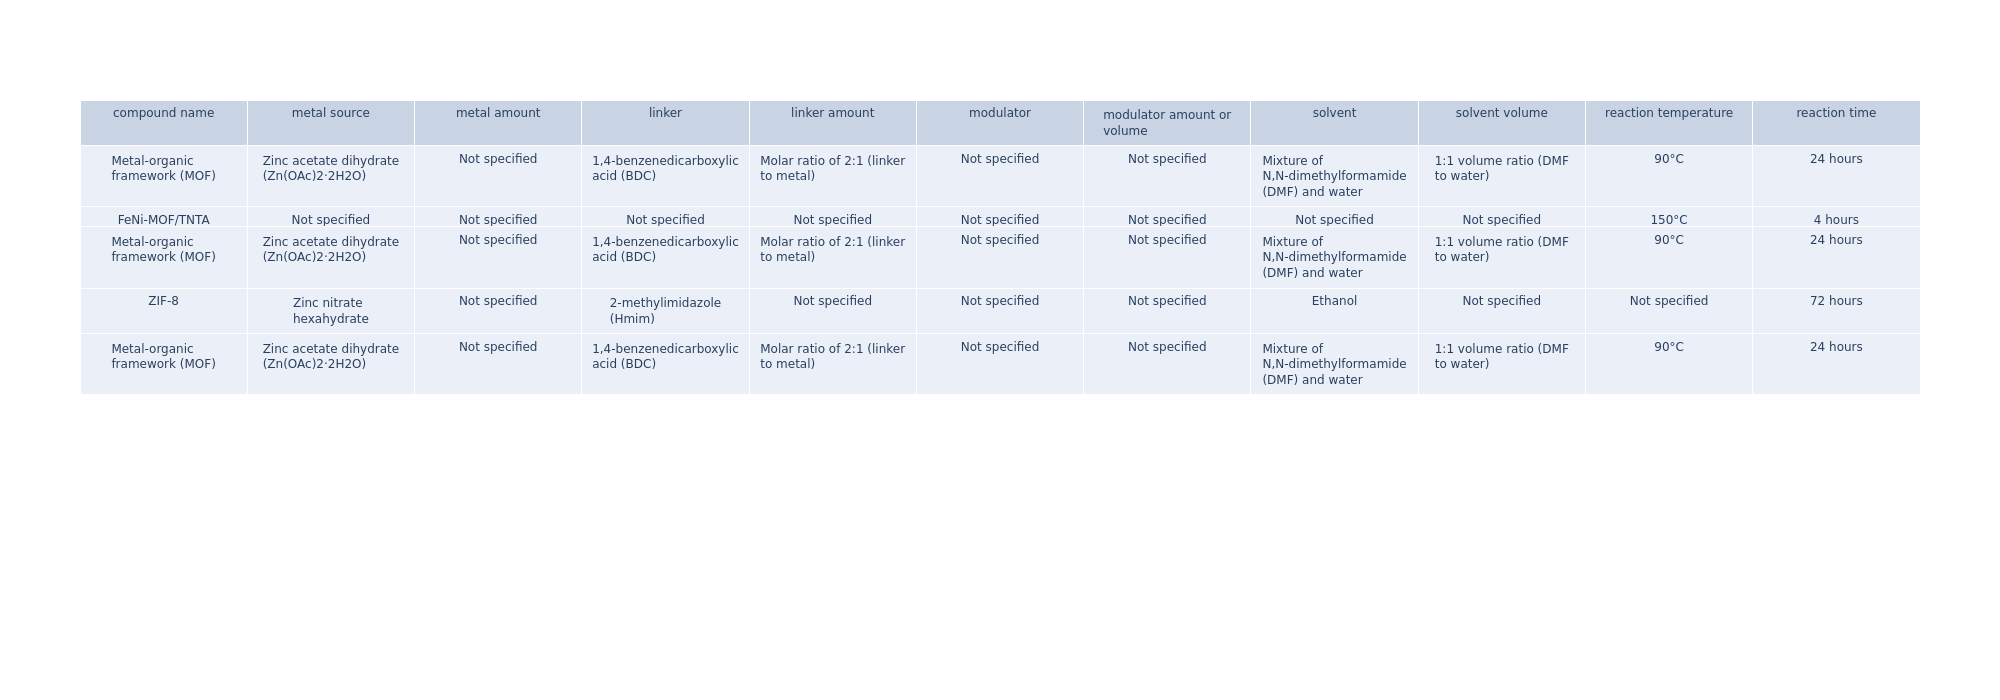 compound name	metal source	metal amount	linker	linker amount	modulator	modulator amount or	solvent	solvent volume	reaction temperature	reaction time
volume
Metal-organic	Zinc acetate dihydrate	Not specified	1,4-benzenedicarboxylic	Molar ratio of 2:1 (linker	Not specified	Not specified	Mixture of	1:1 volume ratio (DMF	90°C	24 hours
framework (MOF)	(Zn(OAc)2·2H2O)	acid (BDC)	to metal)	N,N-dimethylformamide	to water)
(DMF) and water
FeNi-MOF/TNTA	Not specified	Not specified	Not specified	Not specified	Not specified	Not specified	Not specified	Not specified	150°C	4 hours
Metal-organic	Zinc acetate dihydrate	Not specified	1,4-benzenedicarboxylic	Molar ratio of 2:1 (linker	Not specified	Not specified	Mixture of	1:1 volume ratio (DMF	90°C	24 hours
framework (MOF)	(Zn(OAc)2·2H2O)	acid (BDC)	to metal)	N,N-dimethylformamide	to water)
(DMF) and water
ZIF-8	Zinc nitrate	Not specified	2-methylimidazole	Not specified	Not specified	Not specified	Ethanol	Not specified	Not specified	72 hours
hexahydrate	(Hmim)
Metal-organic	Zinc acetate dihydrate	Not specified	1,4-benzenedicarboxylic	Molar ratio of 2:1 (linker	Not specified	Not specified	Mixture of	1:1 volume ratio (DMF	90°C	24 hours
framework (MOF)	(Zn(OAc)2·2H2O)	acid (BDC)	to metal)	N,N-dimethylformamide	to water)
(DMF) and water